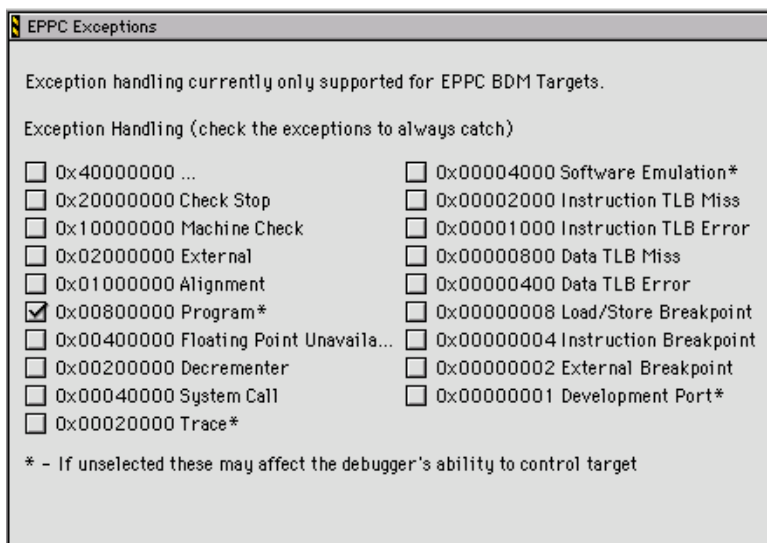 EPPC Exceptions
Exception handling currently only supported for EPPC BDM Targets.
Exception Handling (check the exceptions to always catch)
0x40000000 ...
0x20000000 Check Stop
0x10000000 Machine Check
0x02000000 External
0x01000000 Alignment
0x00800000 Program*
0x00400000 Floating Point Unavaila...
0x00200000 Decrementer
0x00040000 System Call
0x00020000 Trace*
0x00004000 Software Emulation*
0x00002000 Instruction TLB Miss
0x00001000 Instruction TLB Error
0x00000800 Data TLB Miss
0x00000400 Data TLB Error
0x00000008 Load/Store Breakpoint
0x00000004 Instruction Breakpoint
0x00000002 External Breakpoint
0x00000001 Development Port*
* - If unselected these may affect the debugger's ability to control target